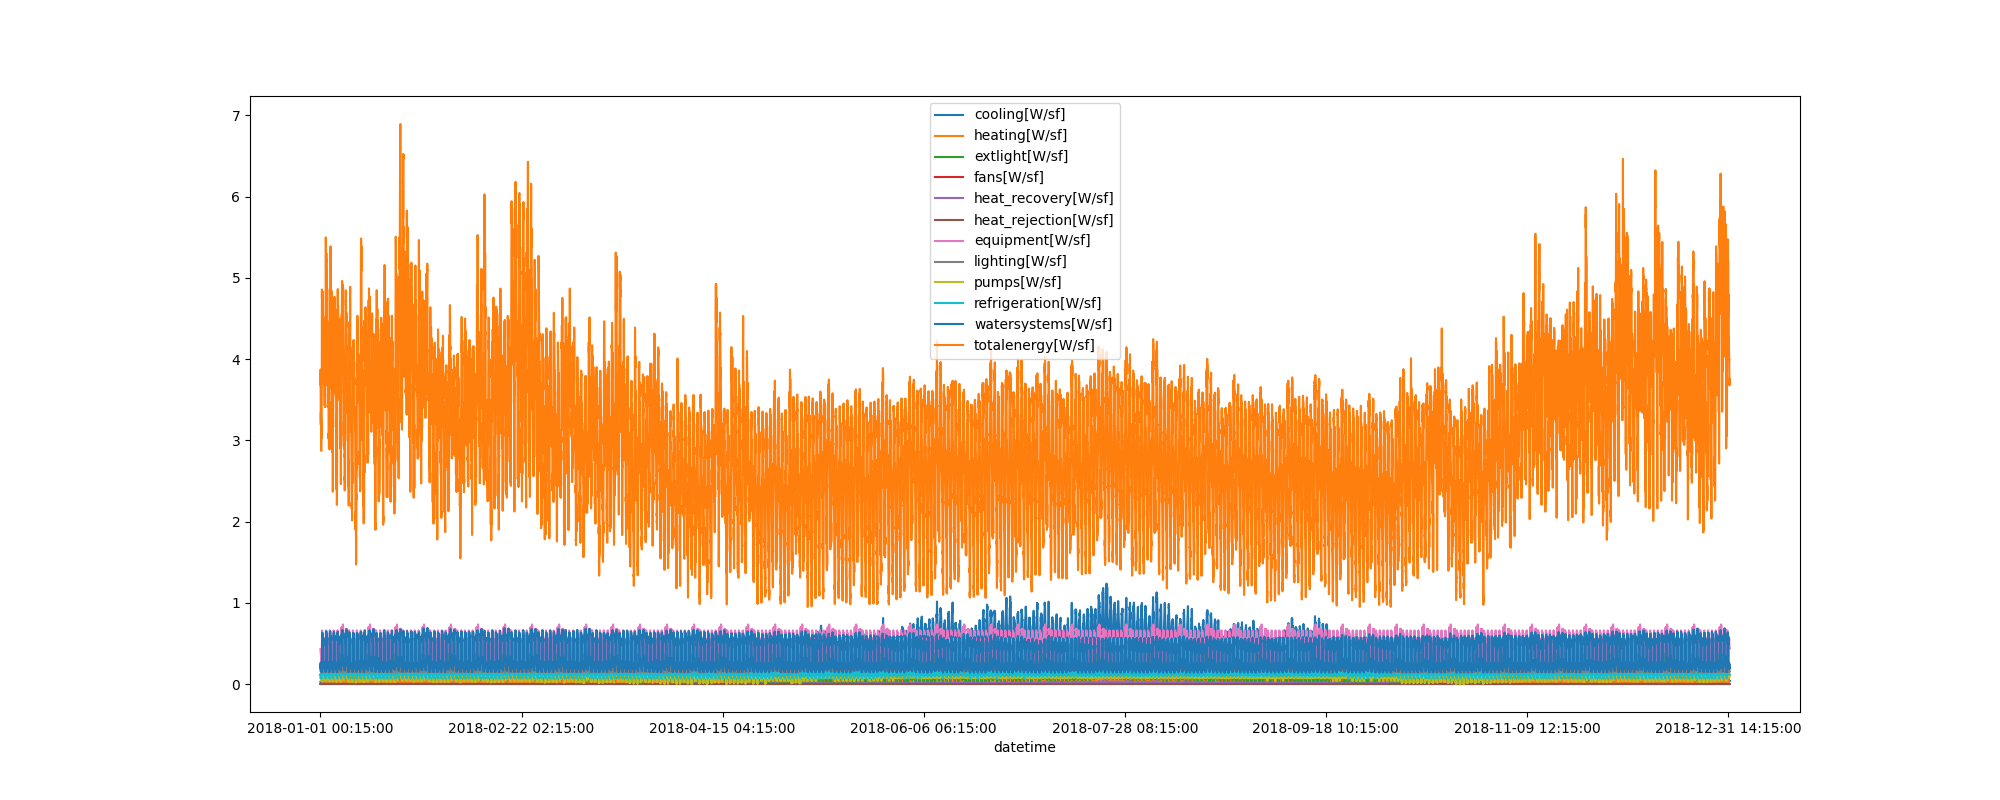 7
6
5
4
3
2
1
0
cooling[W/sf]
heating[W/sf]
extlight[W/sf]
fans[W/sf]
heat_recovery[W/sf]
heat_rejection[W/sf]
equipment[W/sf]
lighting[W/sf]
pumps[W/sf]
refrigeration[W/sf]
watersystems[W/sf]
totalenergy[W/sf]
2018-01-01 00:15:00 2018-02-22 02:15:00 2018-04-15 04:15:00 2018-06-06 06:15:00 2018-07-28 08:15:00 2018-09-18 10:15:00 2018-11-09 12:15:00 2018-12-31 14:15:00
datetime